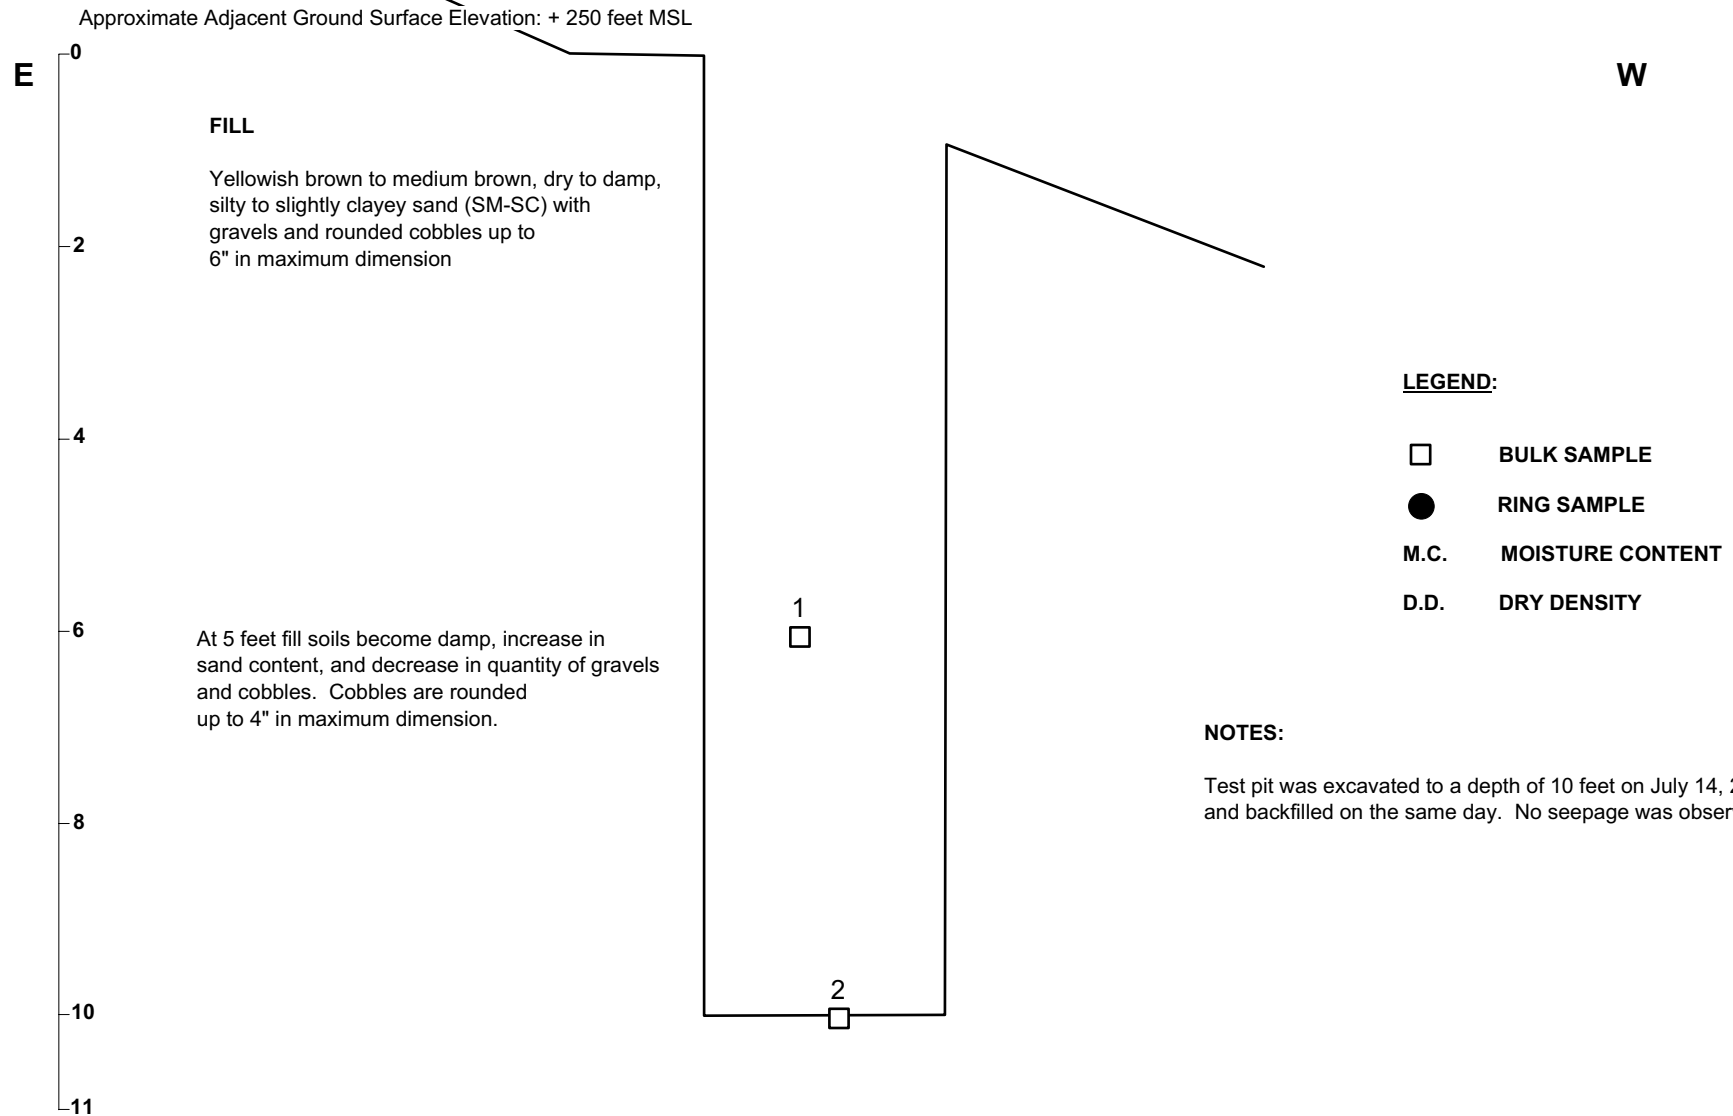 Approximate Adjacent Ground Surface Elevation: + 250 feet MSL
0
E
W
FILL
Yellowish brown to medium brown, dry to damp,
silty to slightly clayey sand (SM-SC) with
gravels and rounded cobbles up to
6" in maximum dimension
2
LEGEND:
4
BULK SAMPLE
RING SAMPLE
M.C. MOISTURE CONTENT
D.D. DRY DENSITY
1
6
At 5 feet fill soils become damp, increase in
sand content, and decrease in quantity of gravels
and cobbles. Cobbles are rounded
up to 4" in maximum dimension.
NOTES:
Test pit was excavated to a depth of 10 feet on July 14,
and backfilled on the same day. No seepage was
8
2
10
11